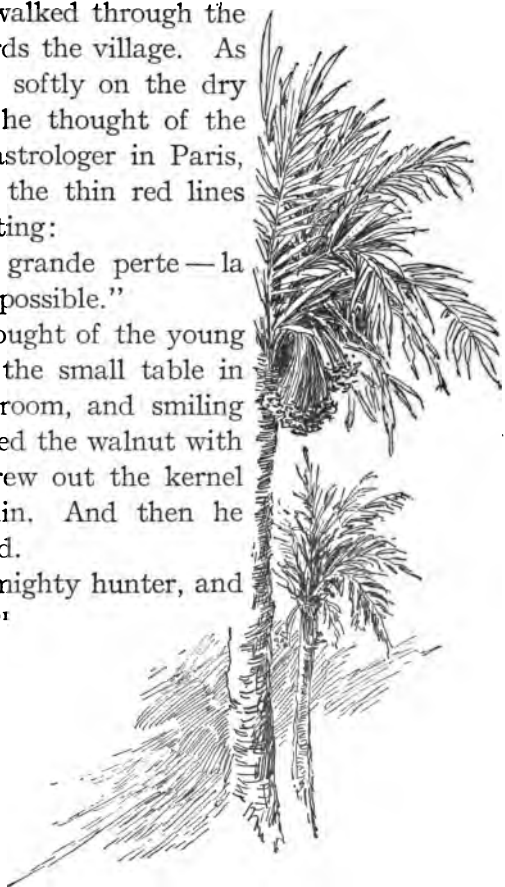 walked through the
rds the village. As
softly on the dry
he thought of the
astrologer in Paris,
the thin red lines
ting:
grande perte — la
possible."
ought of the young
the small table in
room, and smiling
ed the walnut with
rew out the kernel
in. And then he
d.
mighty hunter, and